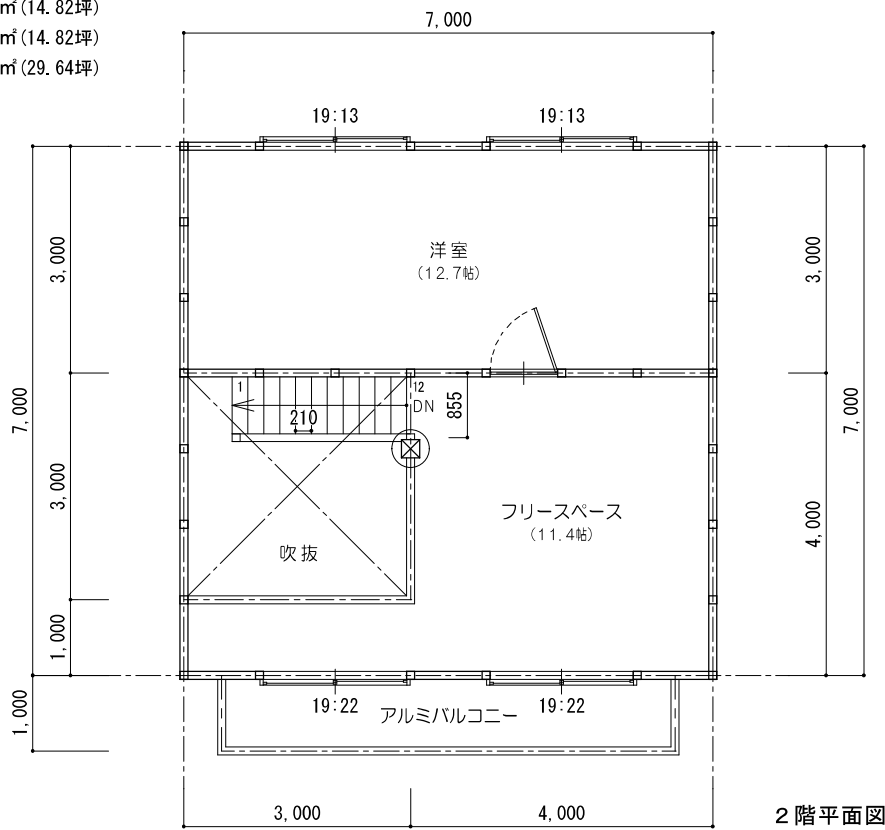 ㎡(14.82坪)
㎡(14.82坪)
㎡(29.64坪)
7,000
19:13
19:13
3,000
3,000
洋室
(12.7帖)
1
12
DN
210
855
7,000
7,000
3,000
4,000
フリースペース
(11.4帖)
吹抜
1,000
1,000
19:22
アルミバルコニー
19:22
3,000
4,000
2階平面図